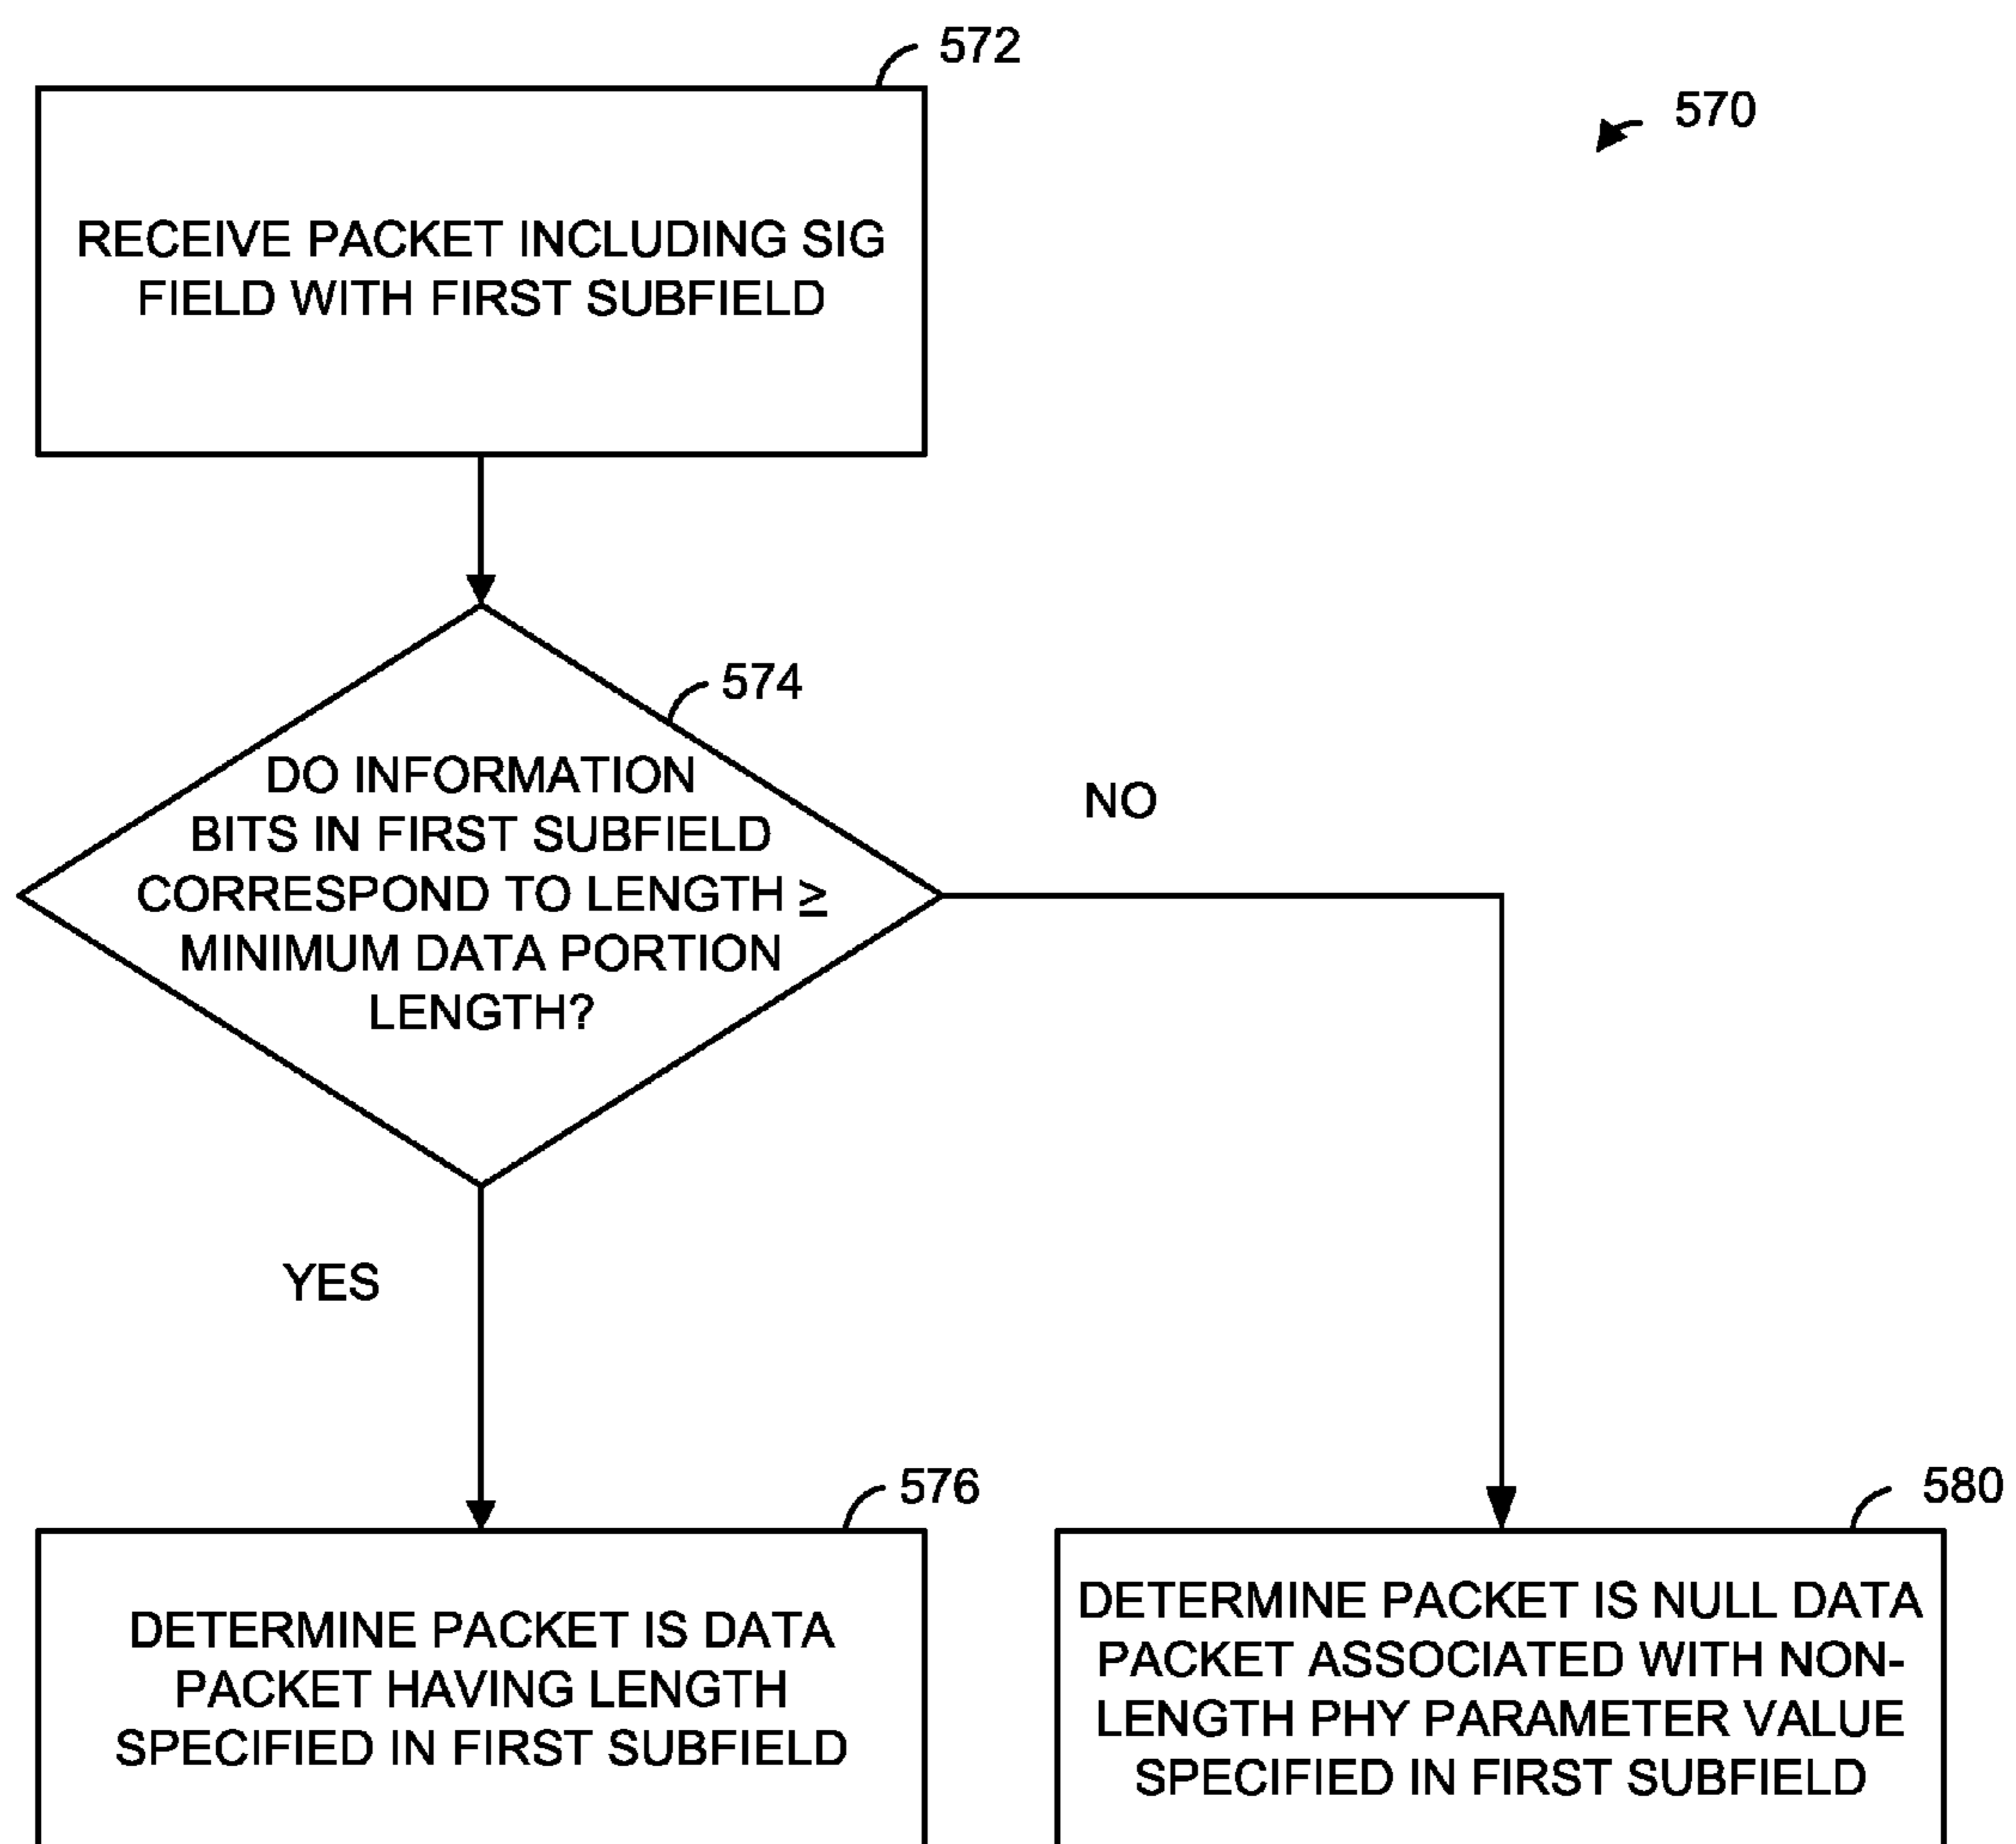 572
570
RECEIVE PACKET INCLUDING SIG
FIELD WITH FIRST SUBFIELD
574
DO INFORMATION
BITS IN FIRST SUBFIELD
CORRESPOND TO LENGTH ≥
MINIMUM DATA PORTION
LENGTH?
NO
YES
576
580
DETERMINE PACKET IS DATA
PACKET HAVING LENGTH
SPECIFIED IN FIRST SUBFIELD
DETERMINE PACKET IS NULL DATA
PACKET ASSOCIATED WITH NON-
LENGTH PHY PARAMETER VALUE
SPECIFIED IN FIRST SUBFIELD